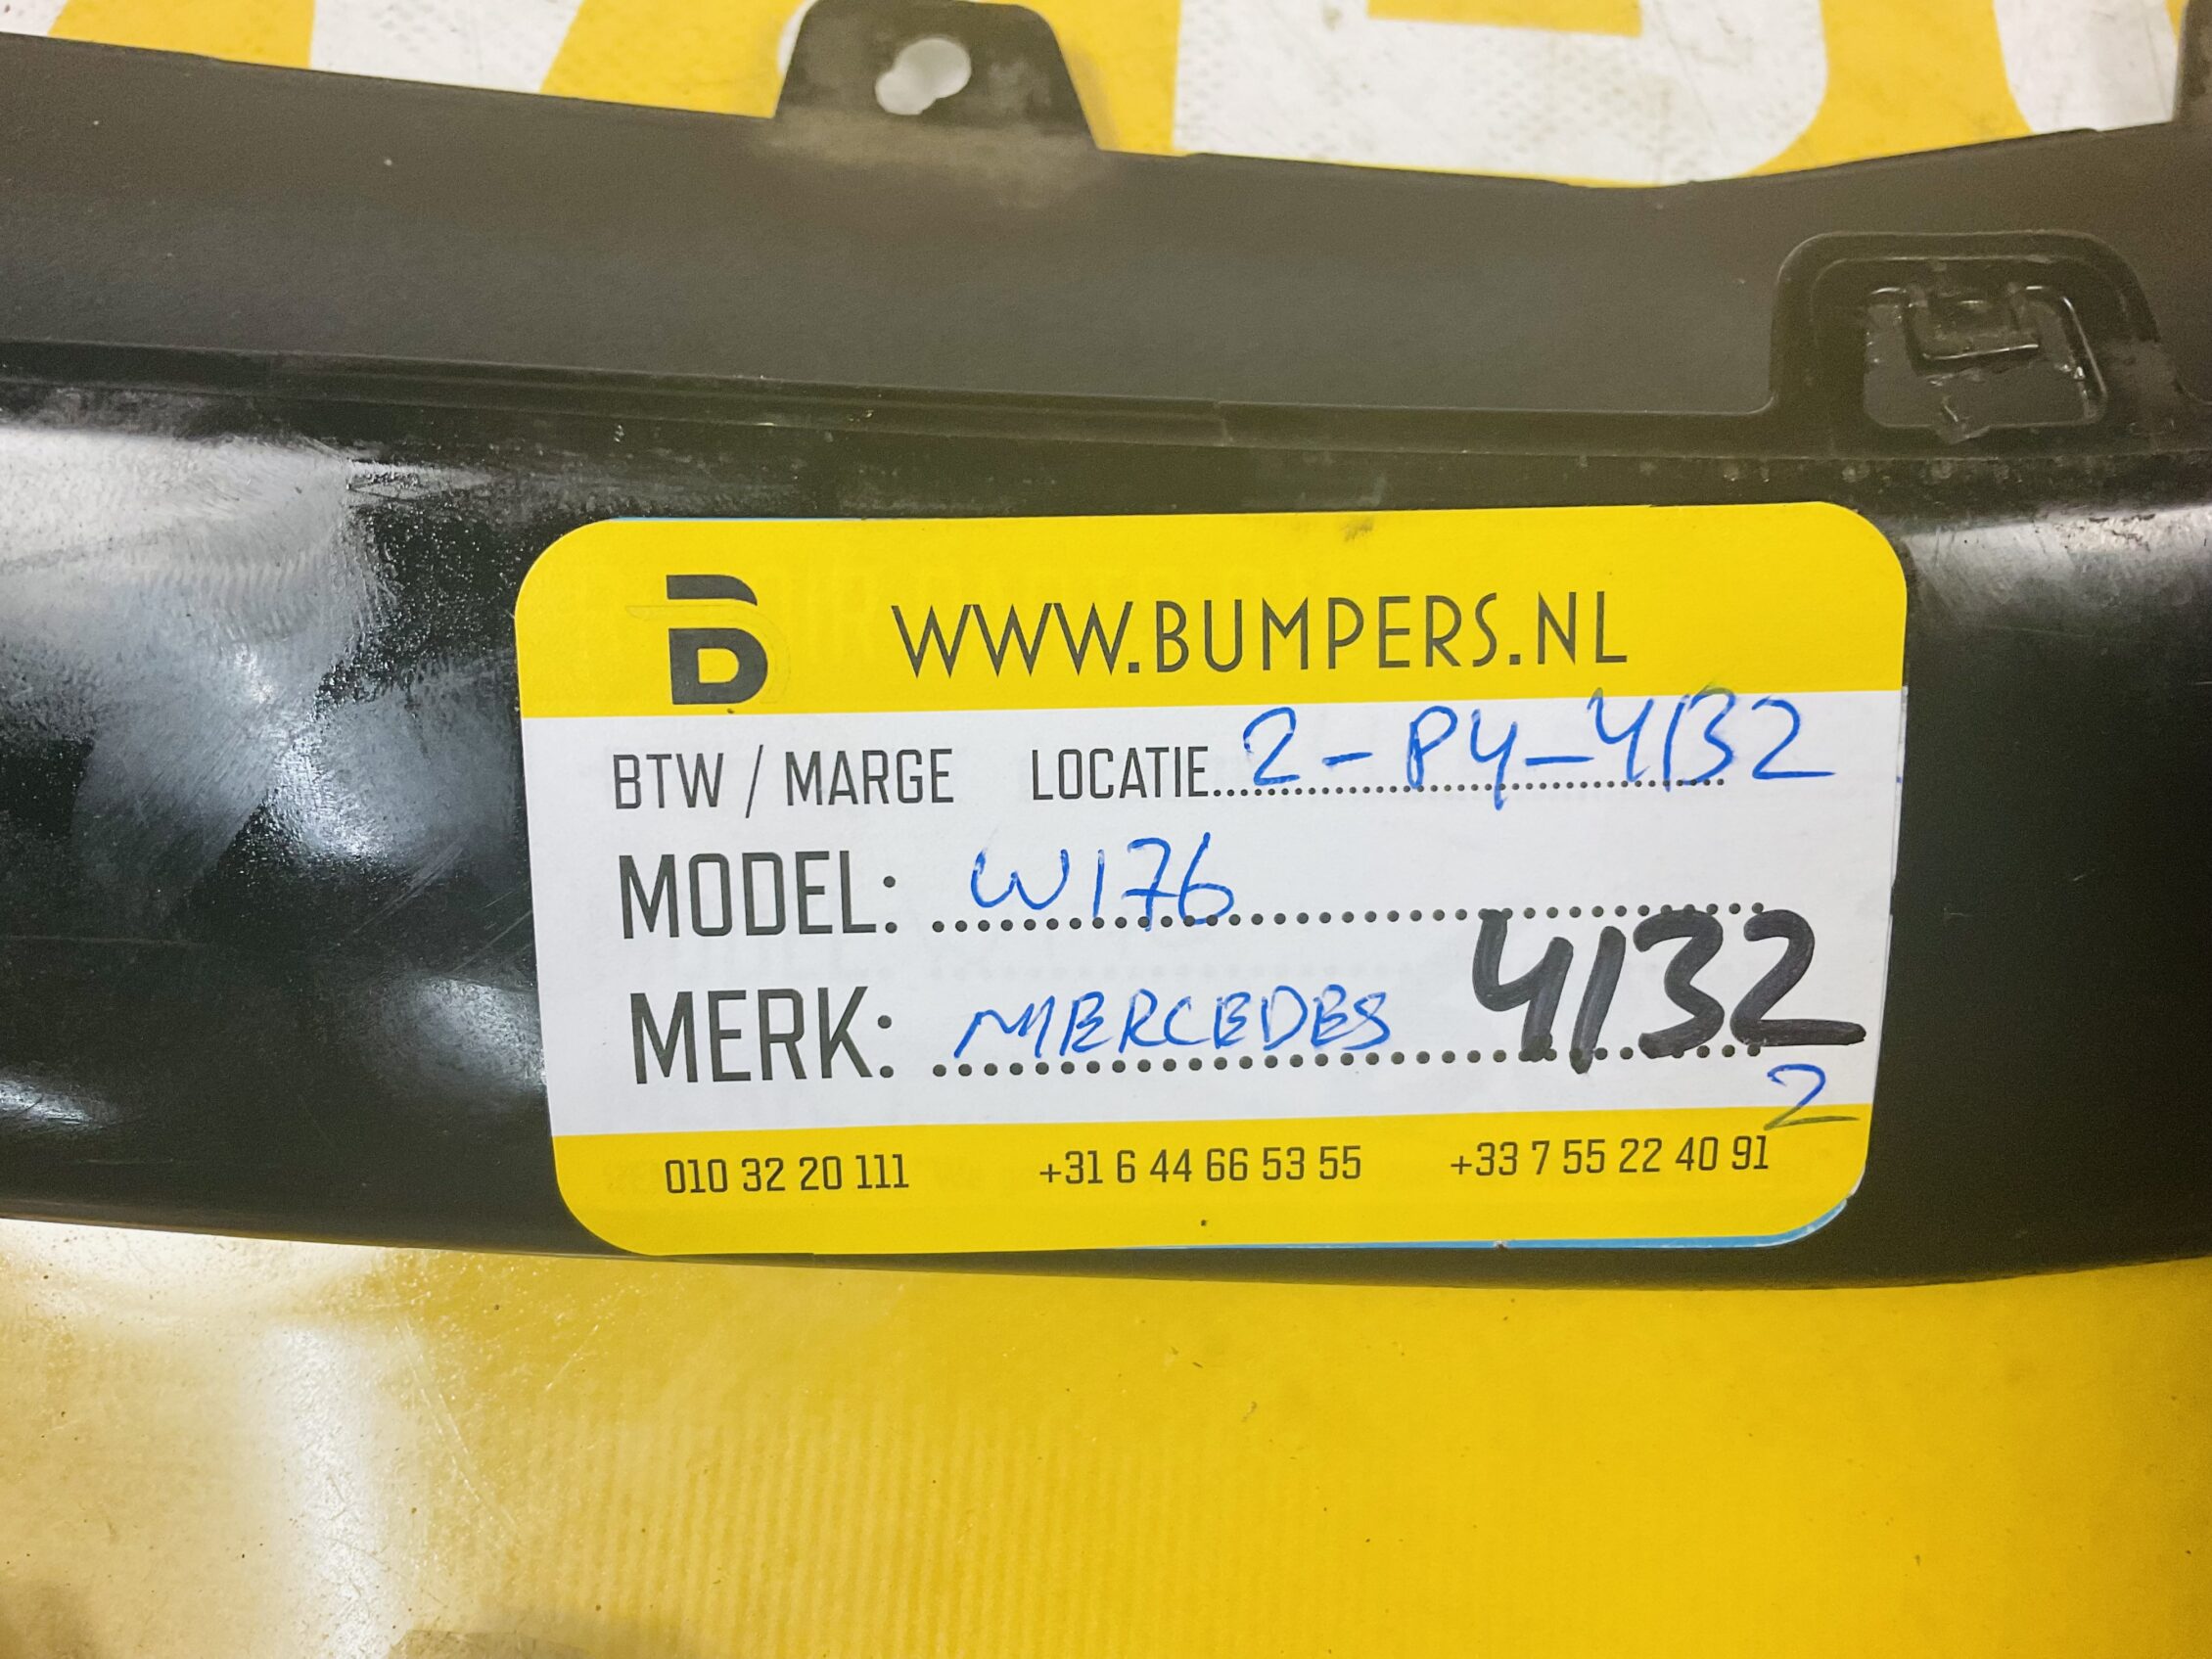 WWW.BUMPERS.NL
BTW / MARGE LOCATIE 2-P4-4132
MODEL: W176
4132
MERK: MERCEDES
2
010 32 20 111 +31 6 44 66 53 55 +33 7 55 22 40 91